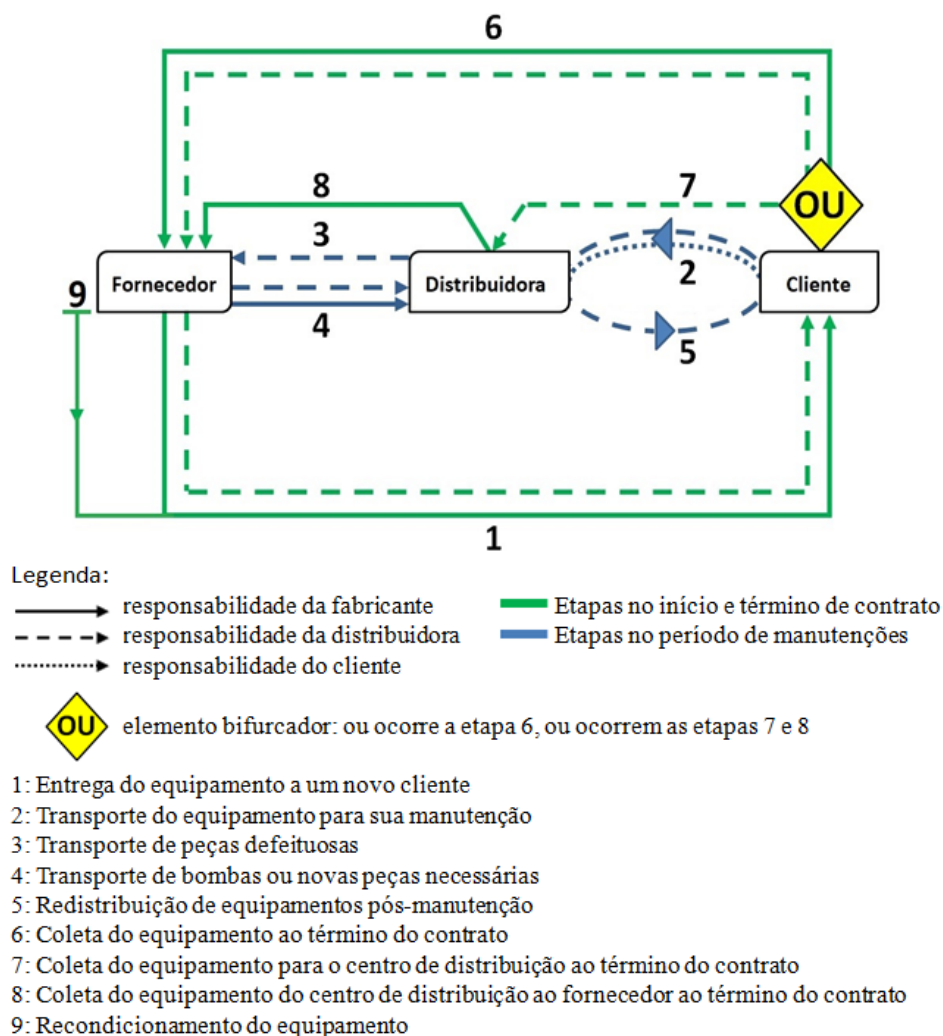 6
OU
8
7
3
Fornecedor
Distribuidora
2
Cliente
9
4
5
1
Legenda:
responsabilidade da fabricante
Etapas no início e término de contrato
responsabilidade da distribuidora
Etapas no período de manutenções
responsabilidade do cliente
OU elemento bifurcador: ou ocorre a etapa 6, ou ocorrem as etapas 7 e 8
1: Entrega do equipamento a um novo cliente
2: Transporte do equipamento para sua manutenção
3: Transporte de peças defeituosas
4: Transporte de bombas ou novas peças necessárias
5: Redistribuição de equipamentos pós-manutenção
6: Coleta do equipamento ao término do contrato
7: Coleta do equipamento para o centro de distribuição ao término do contrato
8: Coleta do equipamento do centro de distribuição ao fornecedor ao término do contrato
9: Recondicionamento do equipamento